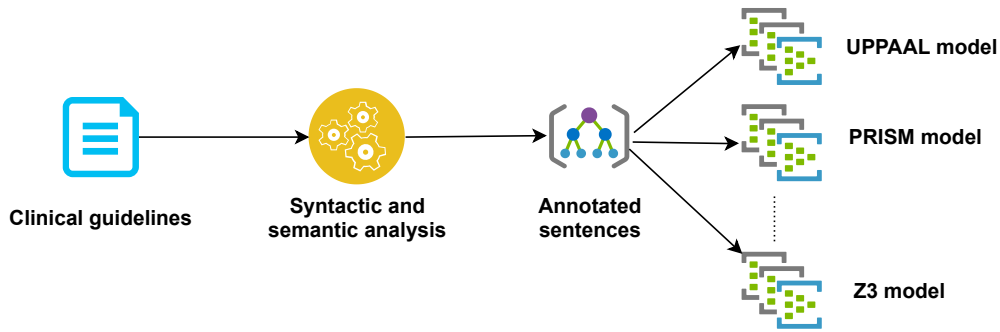 UPPAAL model
PRISM model
Clinical guidelines
Syntactic and
semantic analysis
Annotated
sentences
Z3 model